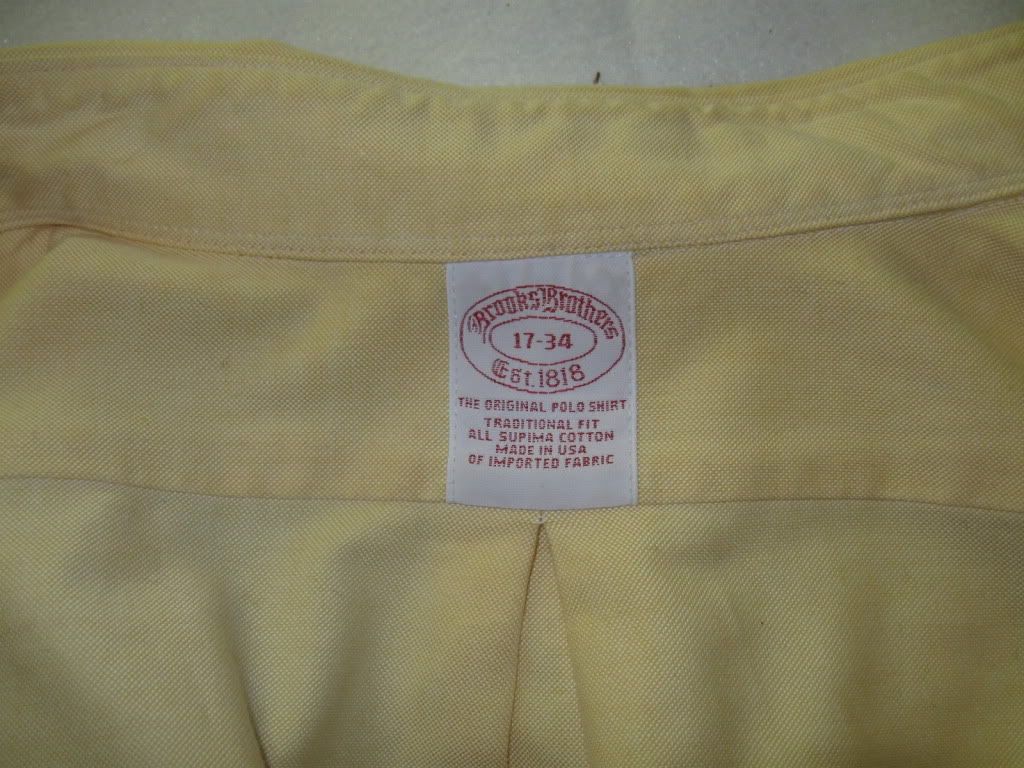 Brooks Brothers
17-34
Est. 1818
THE ORIGINAL POLO SHIRT
TRADITIONAL FIT
ALL SUPIMA COTTON
MADE IN USA
OF IMPORTED FABRIC